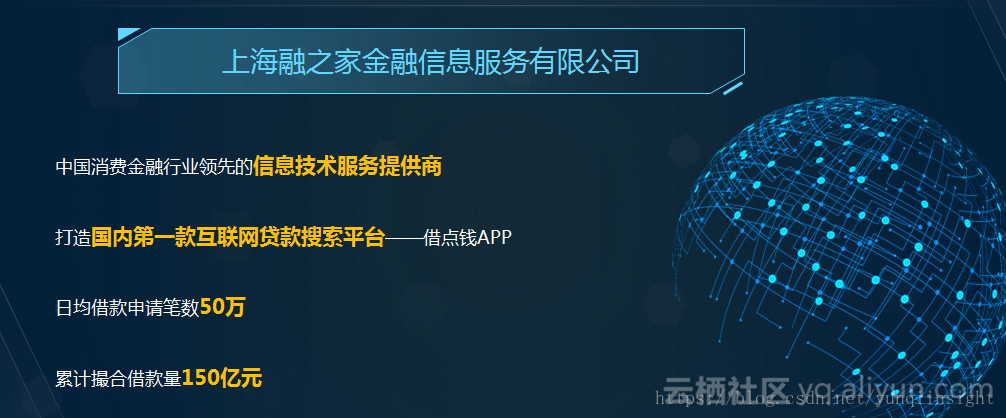 上海融之家金融信息服务有限公司
中国消费金融行业领先的信息技术服务提供商
打造国内第一款互联网贷款搜索平台——借点钱APP
日均借款申请笔数50万
累计撮合借款量150亿元
云栖社区 yq.aliyun.com
https://blog.csdn.net/yunqiinsight